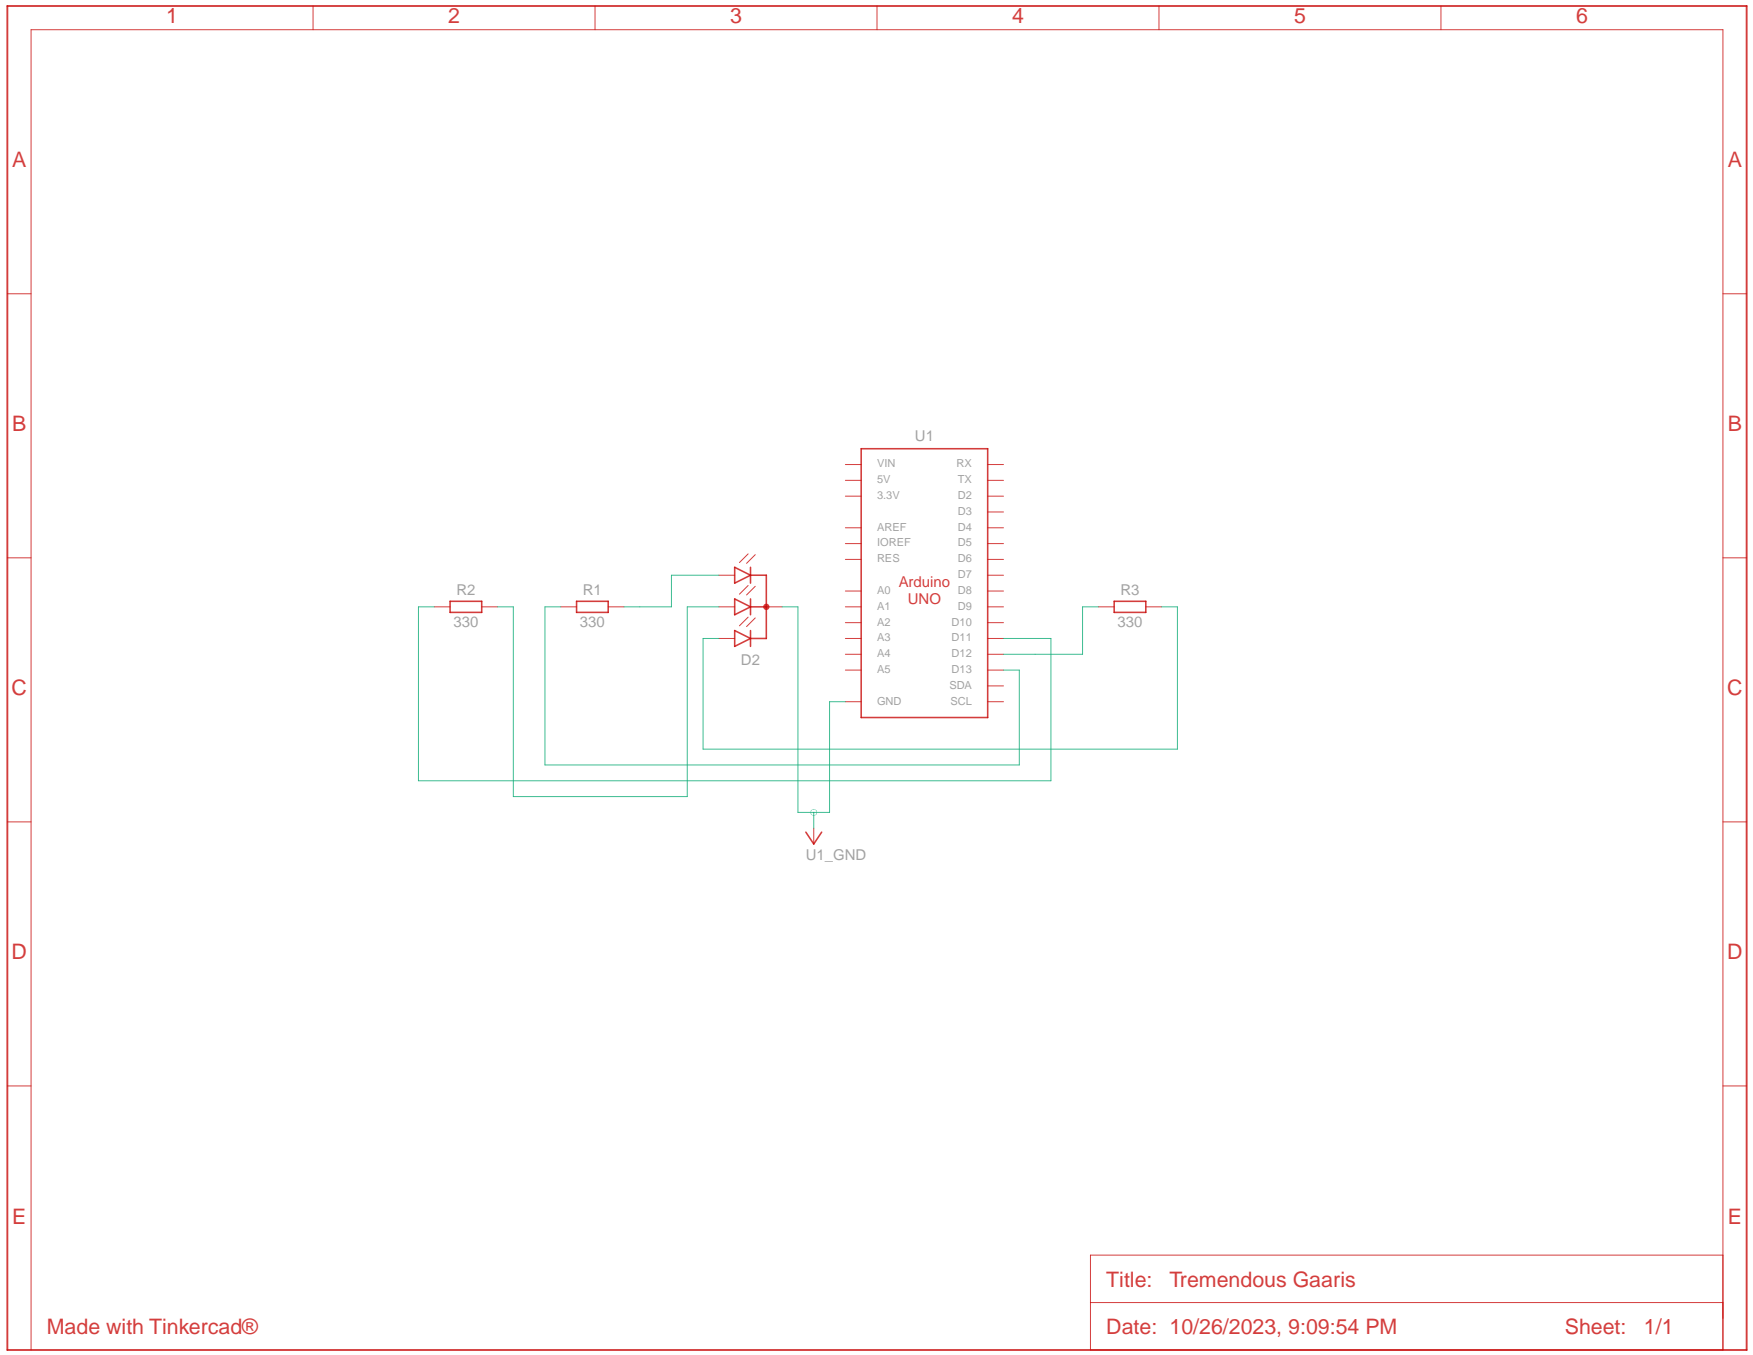 1 2 3 4 5 6
A A
B B
U1
VIN RX
5V TX
3.3V D2
D3
AREF D4
IOREF D5
RES D6
D7
A0 D8
A1 D9
A2 D10
A3 D11
A4 D12
A5 D13
SDA
GND SCL
Arduino
UNO
R2
330
R1
330
D2
R3
330
C C
U1_GND
D D
E E
Title: Tremendous Gaaris
Date: 10/26/2023, 9:09:54 PM Sheet: 1/1
Made with Tinkercad®